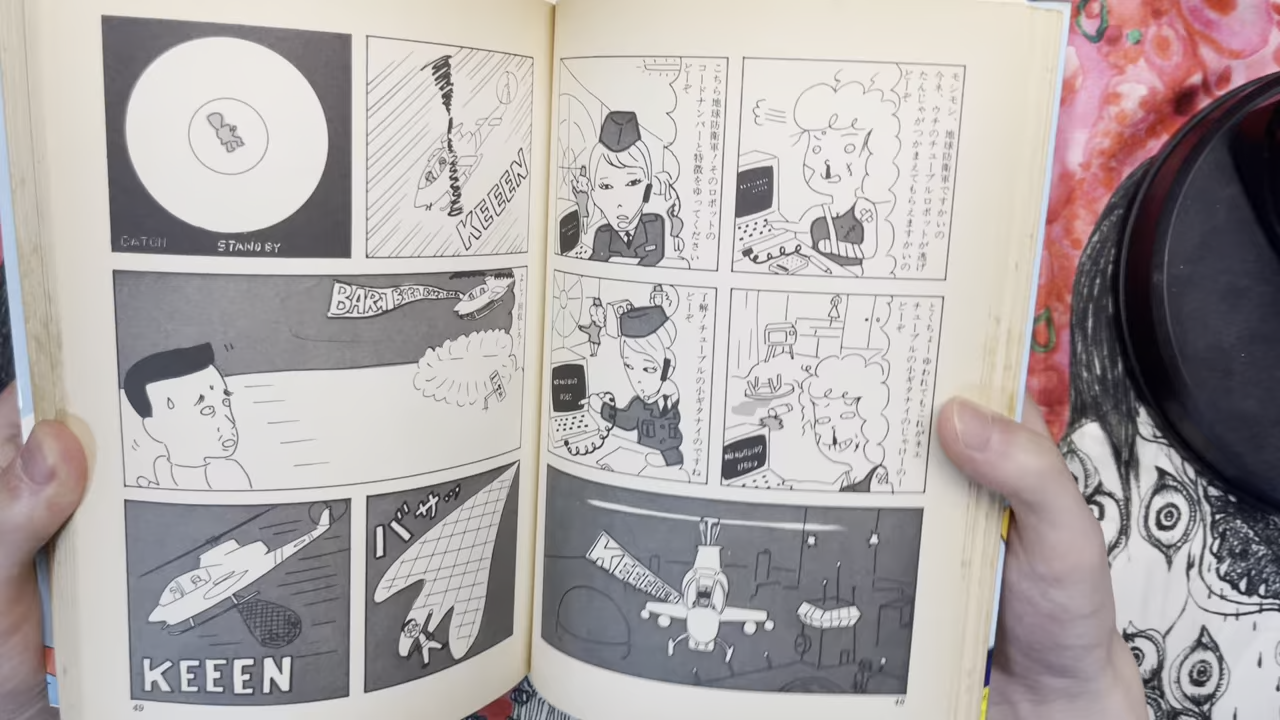 モシモシ、地球防衛軍ですかいの
今ネ、ウチのチューブルロボットが逃げ
たんじゃがつかまえてもらえますかいの
どーぞ
こちら地球防衛軍!そのロボットの
コードナンバーと特徴をゆってください
どーぞ
とくちょーゆわれてもこれがネェ
チューブルの小ギタナイのじゃけーのー
どーぞ
了解!チューブルの小ギタナイのですね
どーぞ
KEEEEN
KEEEN
CATCH
STAND BY
BARA BARA BARA
バサッ
KEEEN
49